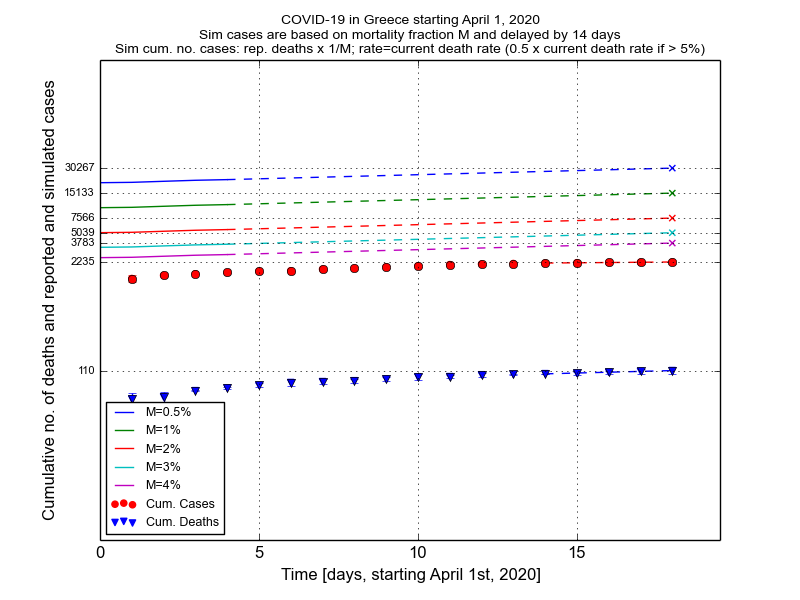 COVID-19 in Greece starting April 1, 2020
Sim cases are based on mortality fraction M and delayed by 14 days
Sim cum. no. cases: rep. deaths x 1/M; rate=current death rate (0.5 x current death rate if > 5%)
Cumulative no. of deaths and reported and simulated cases
30267
15133
7566
5039
3783
2235
110
M=0.5%
M=1%
M=2%
M=3%
M=4%
Cum. Cases
Cum. Deaths
0 5 10 15
Time [days, starting April 1st, 2020]